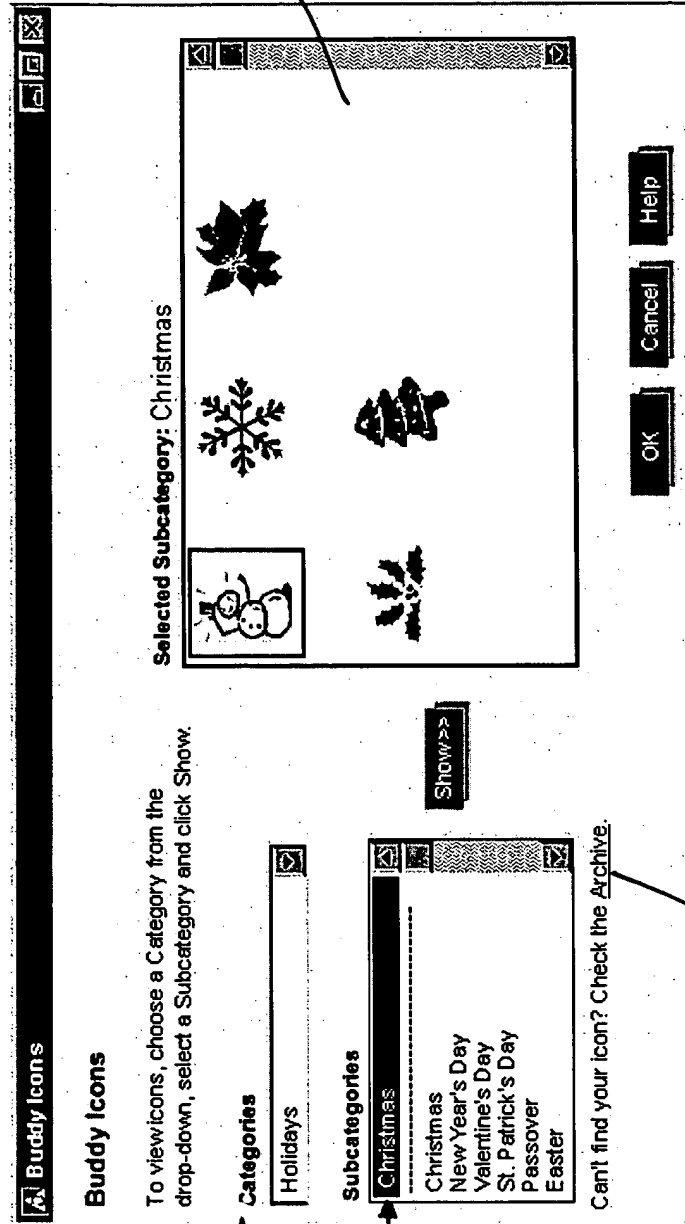 Buddy Icons
Buddy Icons
To view icons, choose a Category from the
drop-down, select a Subcategory and click Show.
Categories
Holidays
Subcategories
Christmas
Christmas
New Year's Day
Valentine's Day
St. Patrick's Day
Passover
Easter
Can't find your icon? Check the Archive.
Show>>
Selected Subcategory: Christmas
OK
Cancel
Help